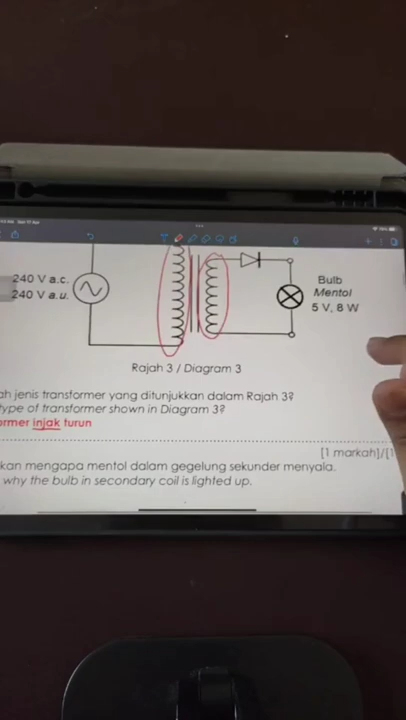 240 V a.c.
240 V a.u.
Bulb
Mentol
5 V, 8 W
Rajah 3 / Diagram 3
ah jenis transformer yang ditunjukkan dalam Rajah 3?
type of transformer shown in Diagram 3?
ormer injak turun
[1 markah]/[1
kan mengapa mentol dalam gegelung sekunder menyala.
why the bulb in secondary coil is lighted up.